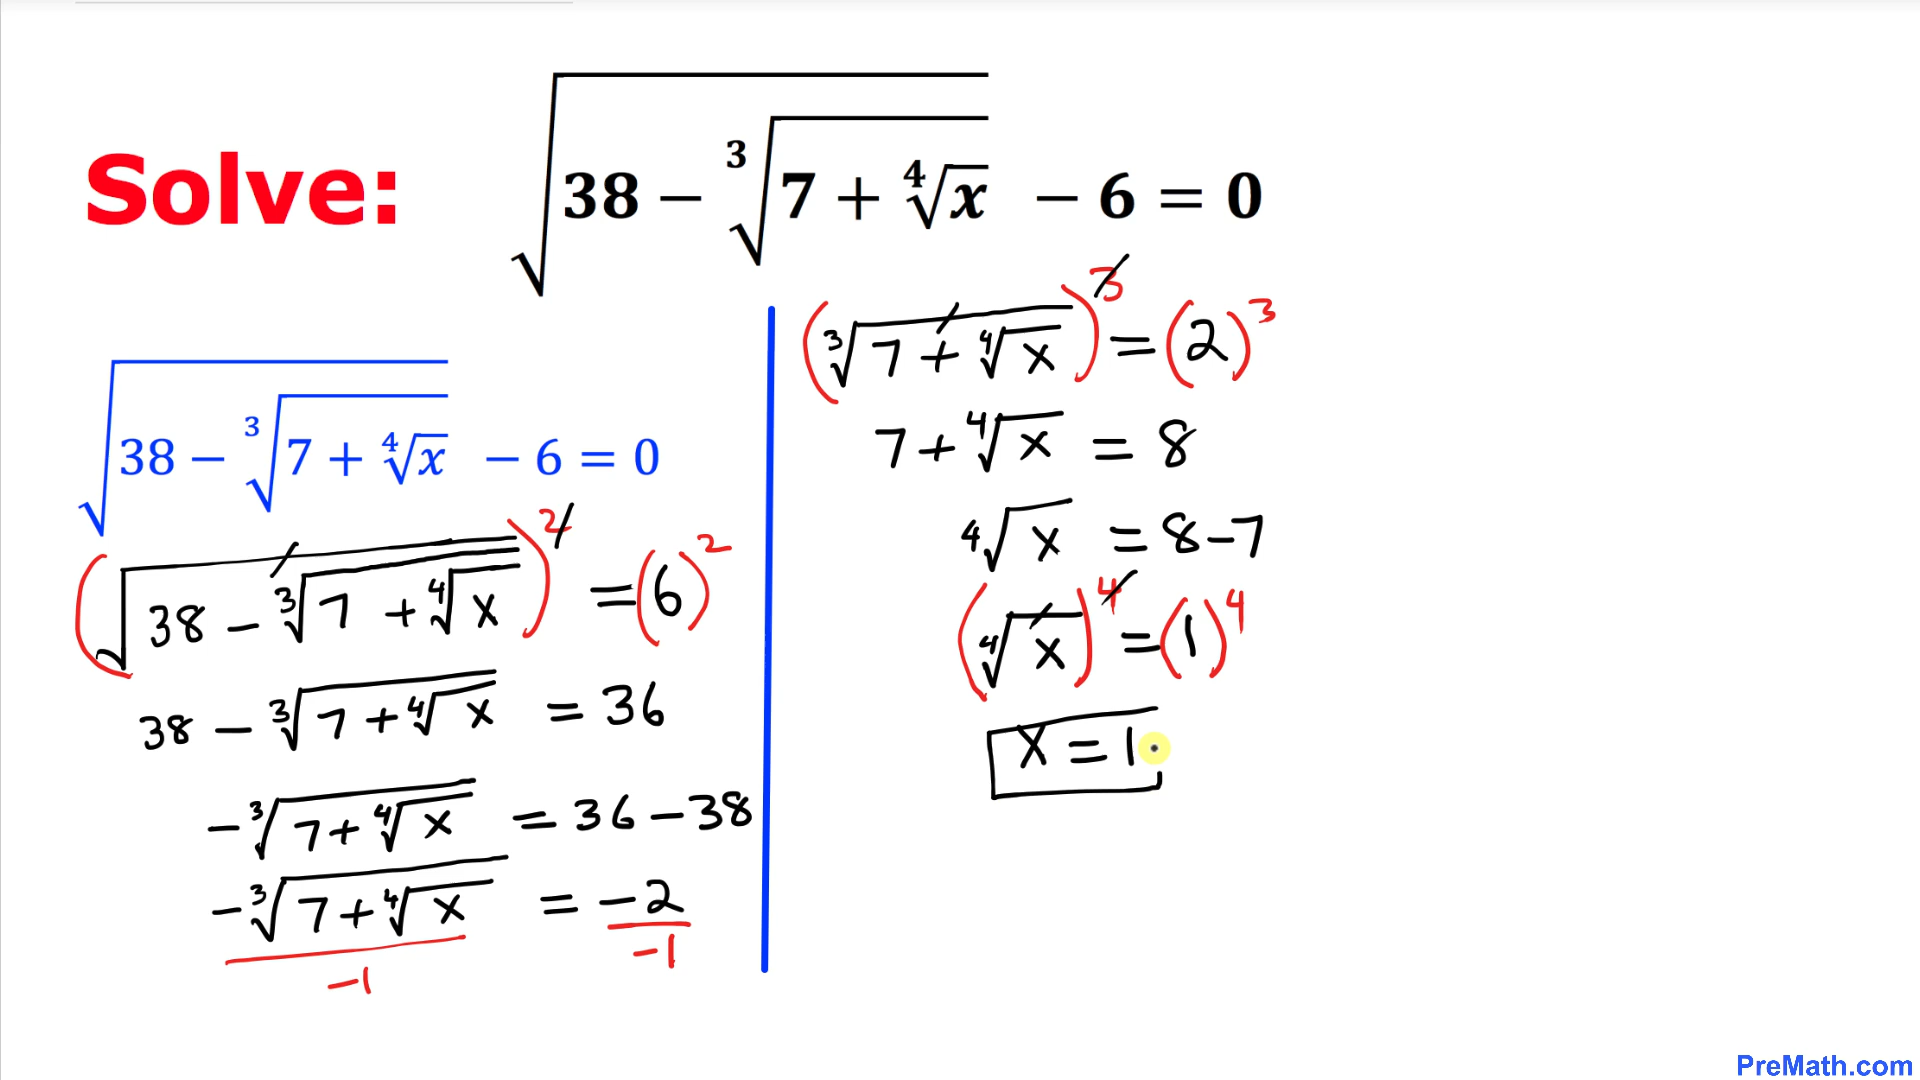 Solve: √(38 − ∛(7 + ∜x)) − 6 = 0
√(38 − ∛(7 + ∜x)) − 6 = 0
(√(38 − ∛(7 + ∜x)))² = (6)²
38 − ∛(7 + ∜x) = 36
−∛(7 + ∜x) = 36 − 38
−∛(7 + ∜x) = −2
−1 −1
(∛(7 + ∜x))³ = (2)³
7 + ∜x = 8
∜x = 8 − 7
(∜x)⁴ = (1)⁴
x = 1
PreMath.com